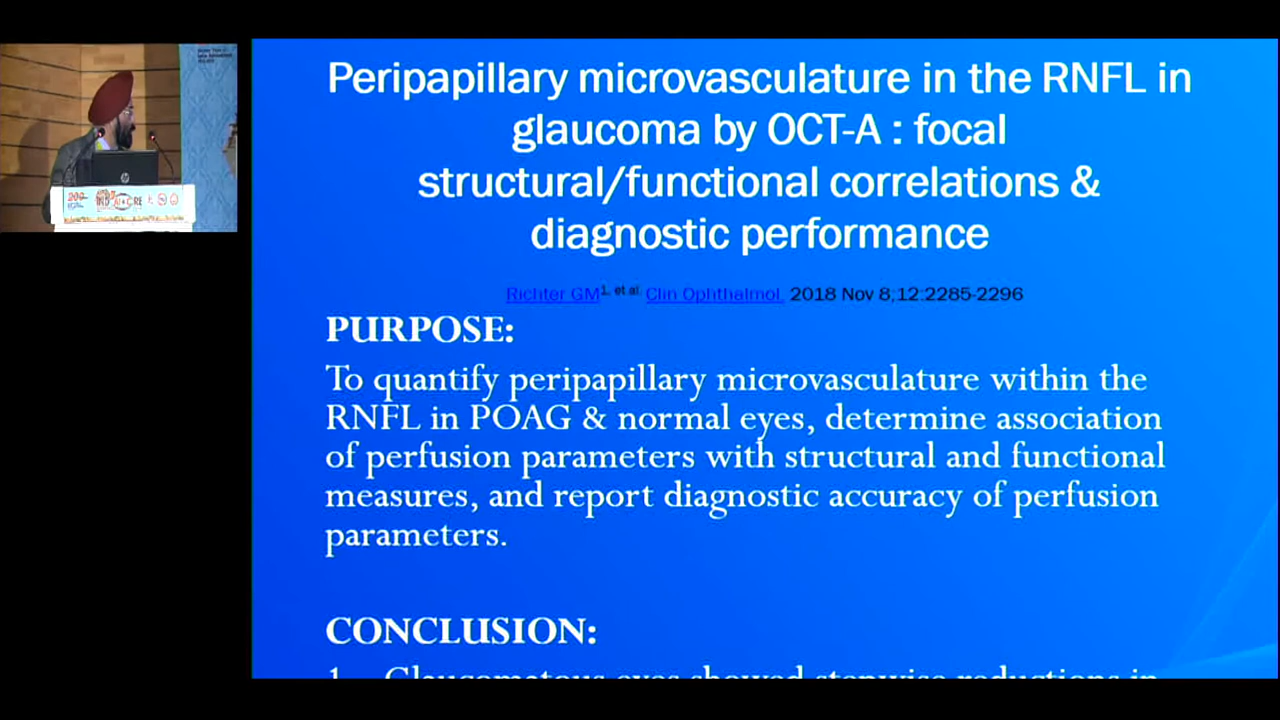 Peripapillary microvasculature in the RNFL in
glaucoma by OCT-A : focal
structural/functional correlations &
diagnostic performance
Richter GM1, et al. Clin Ophthalmol. 2018 Nov 8;12:2285-2296
PURPOSE:
To quantify peripapillary microvasculature within the
RNFL in POAG & normal eyes, determine association
of perfusion parameters with structural and functional
measures, and report diagnostic accuracy of perfusion
parameters.
CONCLUSION:
1. Glaucomatous eyes showed stepwise reductions in
hp